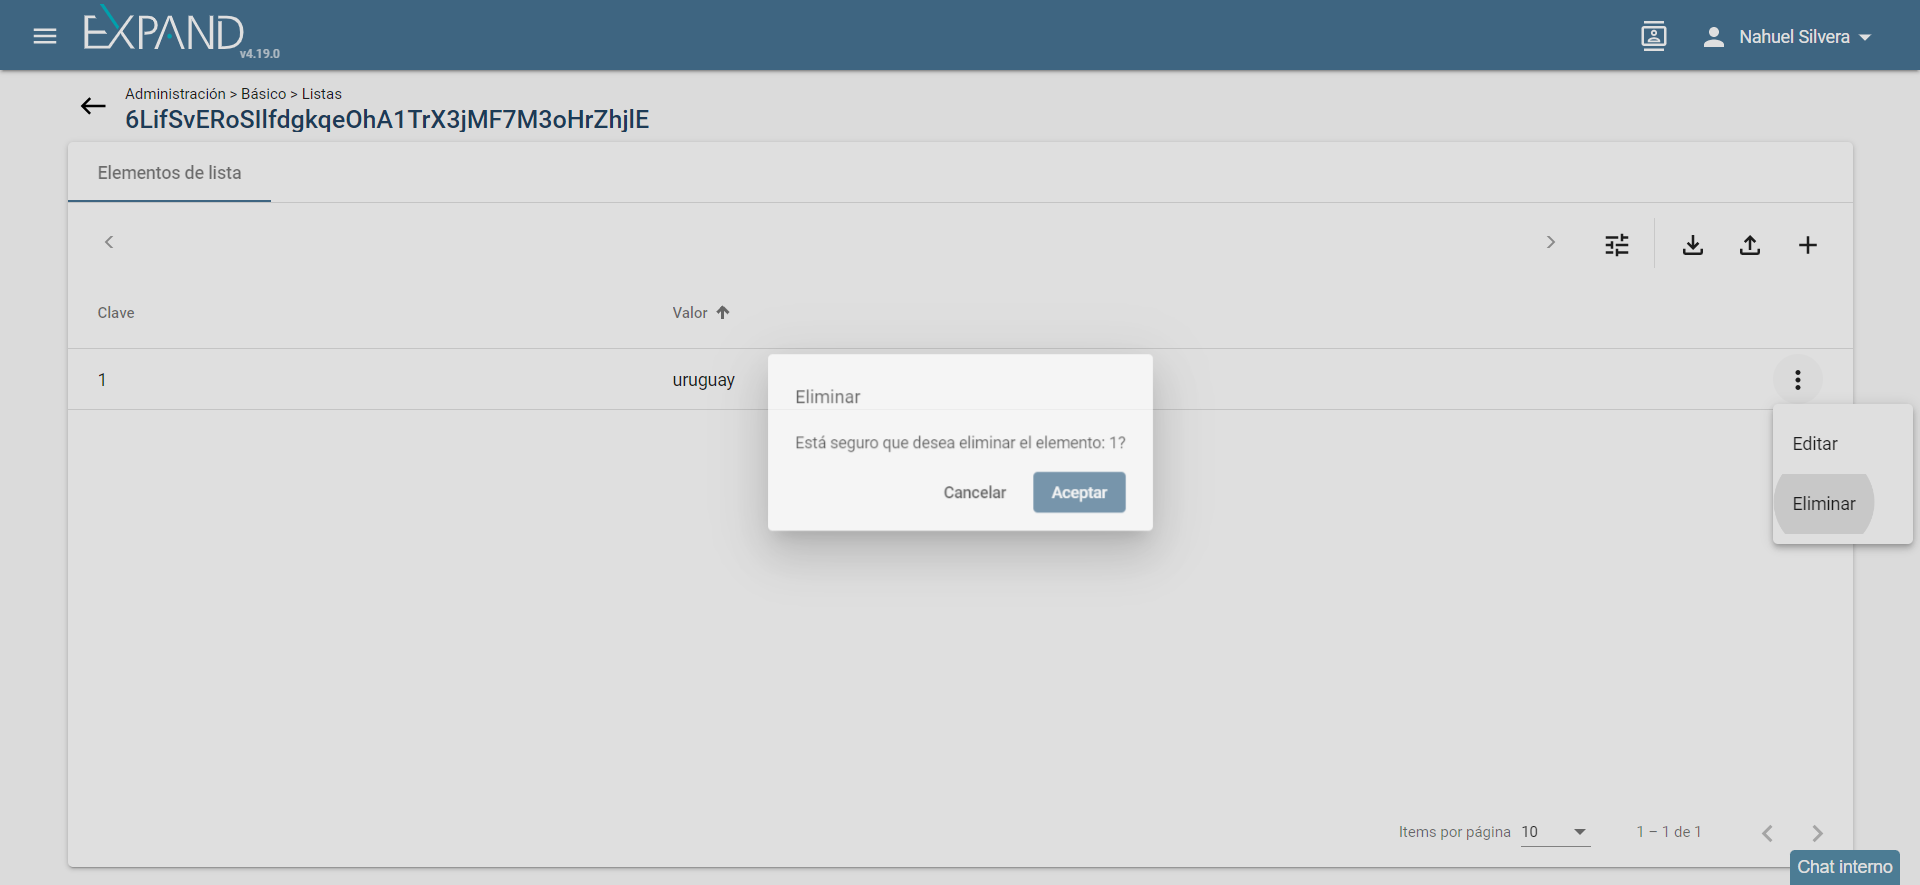 EXPAND
v4.19.0
Nahuel Silvera
Administración > Básico > Listas
6LifSvERoSIlfdgkqeOhA1TrX3jMF7M3oHrZhjlE
Elementos de lista
Clave
Valor
1
uruguay
Eliminar
Está seguro que desea eliminar el elemento: 1?
Cancelar
Aceptar
Editar
Eliminar
Items por página
10
1 – 1 de 1
Chat interno